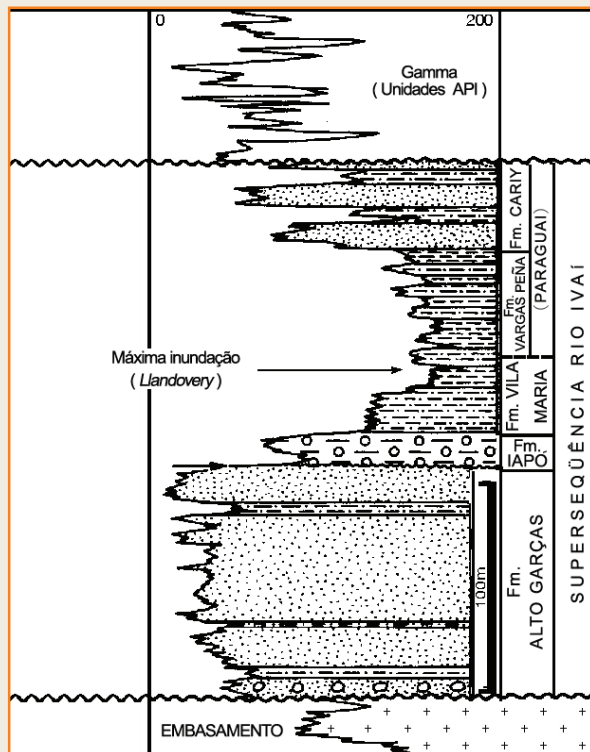 0
200
Gamma
( Unidades API )
Fm. CARIY
Fm.
VARGAS PEÑA
(PARAGUAI)
Máxima inundação
( Llandovery )
Fm. VILA
MARIA
Fm.
IAPÓ.
Fm.
ALTO GARÇAS
100m
SUPERSEQÜÊNCIA RIO IVAÍ
EMBASAMENTO